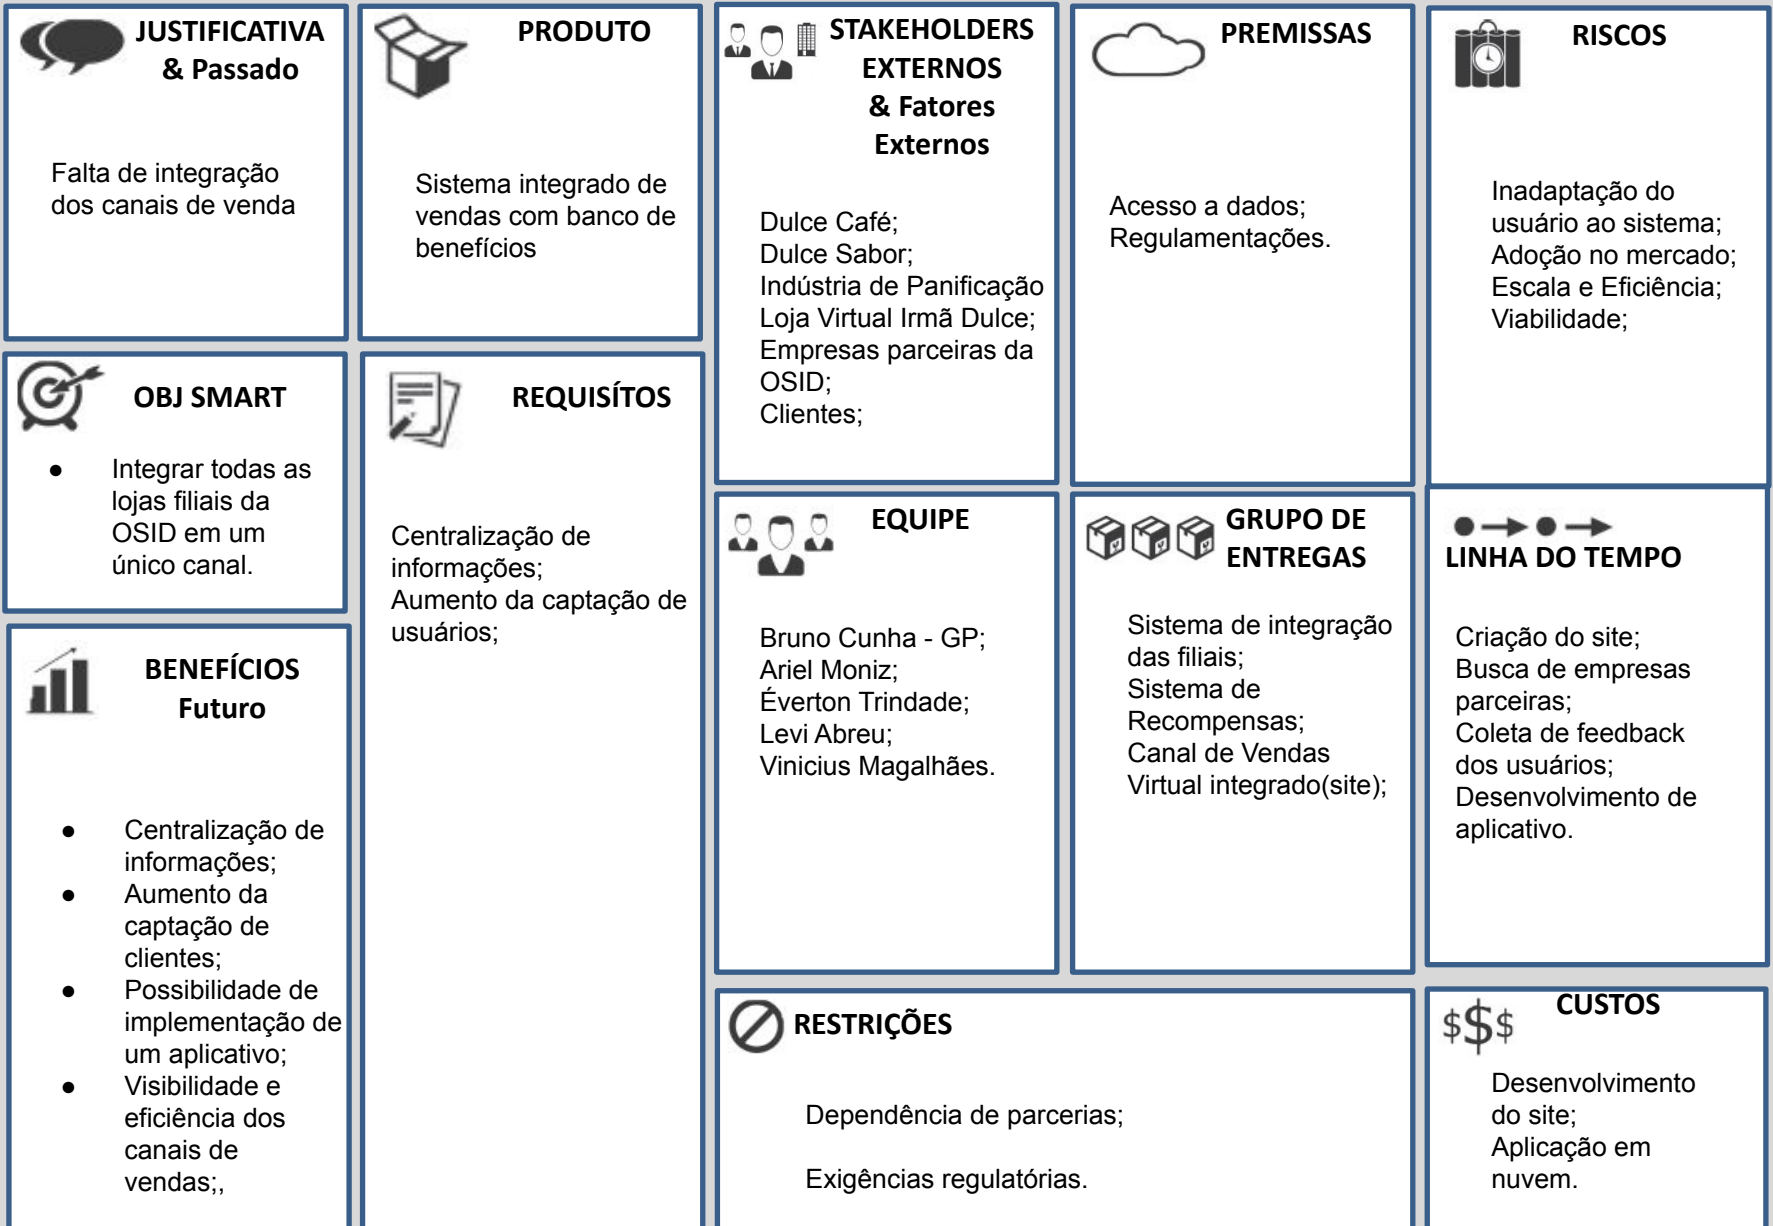 JUSTIFICATIVA
& Passado
Falta de integração
dos canais de venda
PRODUTO
Sistema integrado de
vendas com banco de
benefícios
STAKEHOLDERS
EXTERNOS
& Fatores
Externos
Dulce Café;
Dulce Sabor;
Indústria de Panificação
Loja Virtual Irmã Dulce;
Empresas parceiras da
OSID;
Clientes;
PREMISSAS
Acesso a dados;
Regulamentações.
RISCOS
Inadaptação do
usuário ao sistema;
Adoção no mercado;
Escala e Eficiência;
Viabilidade;
OBJ SMART
● Integrar todas as
lojas filiais da
OSID em um
único canal.
REQUISÍTOS
Centralização de
informações;
Aumento da captação de
usuários;
EQUIPE
Bruno Cunha - GP;
Ariel Moniz;
Éverton Trindade;
Levi Abreu;
Vinicius Magalhães.
GRUPO DE
ENTREGAS
Sistema de integração
das filiais;
Sistema de
Recompensas;
Canal de Vendas
Virtual integrado(site);
LINHA DO TEMPO
Criação do site;
Busca de empresas
parceiras;
Coleta de feedback
dos usuários;
Desenvolvimento de
aplicativo.
BENEFÍCIOS
Futuro
● Centralização de
informações;
● Aumento da
captação de
clientes;
● Possibilidade de
implementação de
um aplicativo;
● Visibilidade e
eficiência dos
canais de
vendas;,
RESTRIÇÕES
Dependência de parcerias;
Exigências regulatórias.
$$$
CUSTOS
Desenvolvimento
do site;
Aplicação em
nuvem.